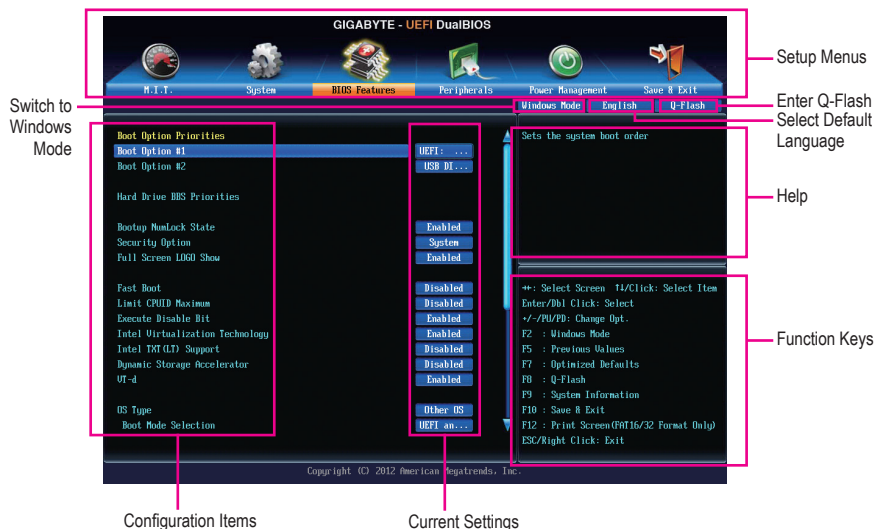 GIGABYTE - UEFI DualBIOS
M.I.T. System BIOS Features Peripherals Power Management Save & Exit
Setup Menus
Windows Mode English Q-Flash
Switch to Windows Mode
Enter Q-Flash
Select Default Language
Boot Option Priorities
Boot Option #1 UEFI: ...
Boot Option #2 USB DI...
Hard Drive BBS Priorities
Bootup NumLock State Enabled
Security Option System
Full Screen LOGO Show Enabled
Fast Boot Disabled
Limit CPUID Maximum Disabled
Execute Disable Bit Enabled
Intel Virtualization Technology Enabled
Intel TXT(LT) Support Disabled
Dynamic Storage Accelerator Disabled
VT-d Enabled
OS Type Other OS
Boot Mode Selection UEFI an...
Sets the system boot order
Help
→←: Select Screen ↑↓/Click: Select Item
Enter/Dbl Click: Select
+/-/PU/PD: Change Opt.
F2 : Windows Mode
F5 : Previous Values
F7 : Optimized Defaults
F8 : Q-Flash
F9 : System Information
F10 : Save & Exit
F12 : Print Screen(FAT16/32 Format Only)
ESC/Right Click: Exit
Function Keys
Copyright (C) 2012 American Megatrends, Inc.
Configuration Items
Current Settings